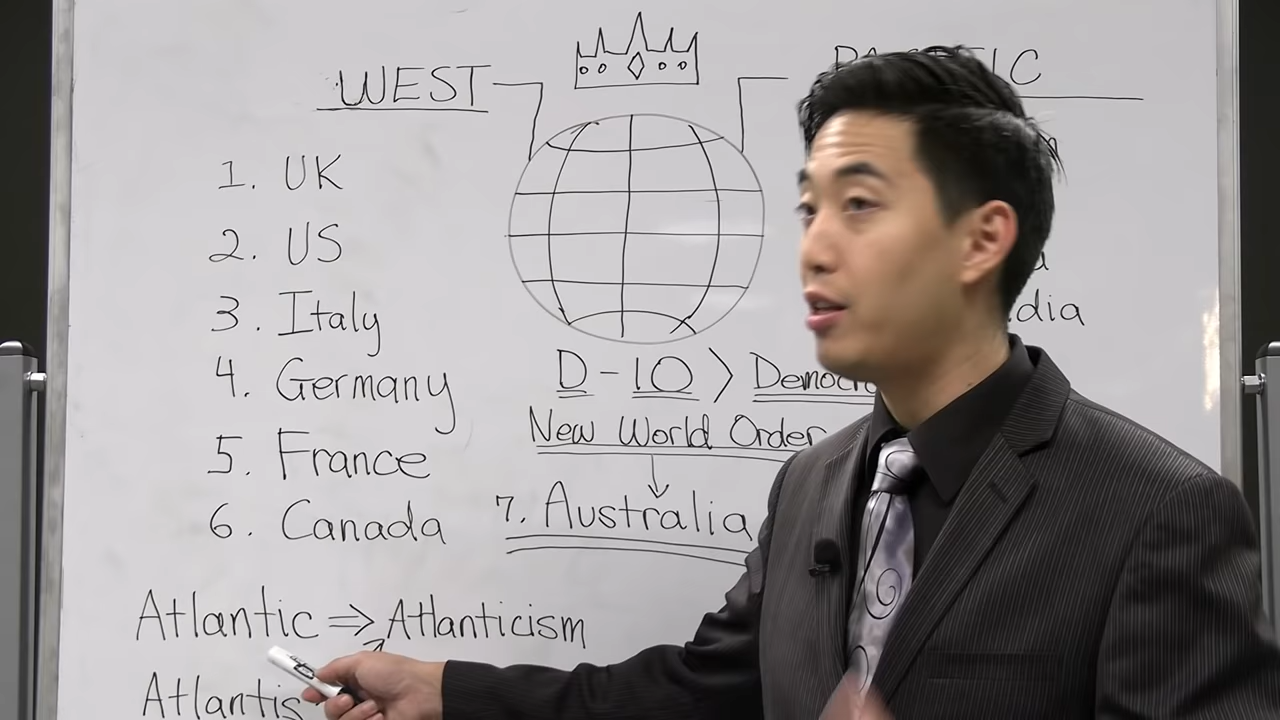 WEST
1. UK
2. US
3. Italy
4. Germany
5. France
6. Canada
D-10 >
New World Order
7. Australia
Atlantic ⇒ Atlanticism
Atlantis